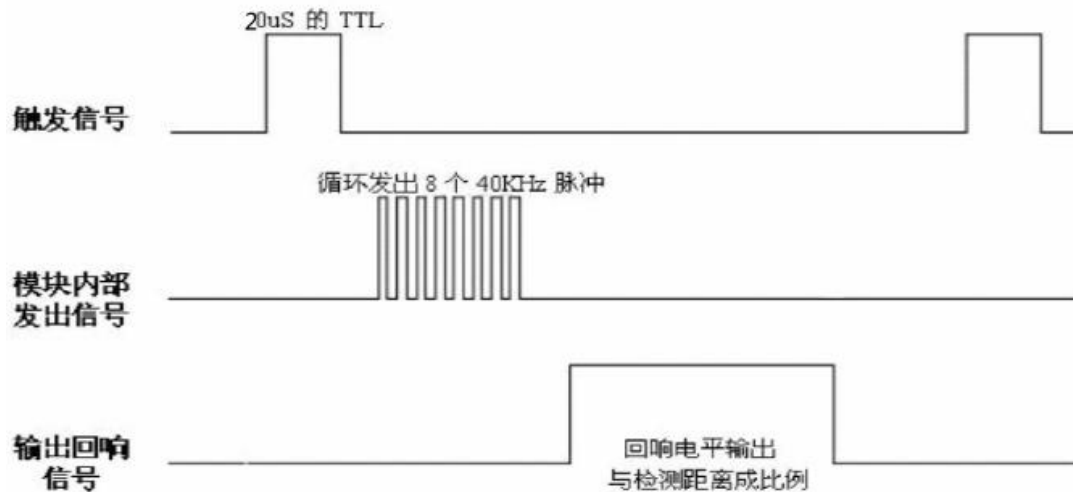 20uS 的 TTL
触发信号
循环发出 8 个 40KHz 脉冲
模块内部
发出信号
输出回响
信号
回响电平输出
与检测距离成比例